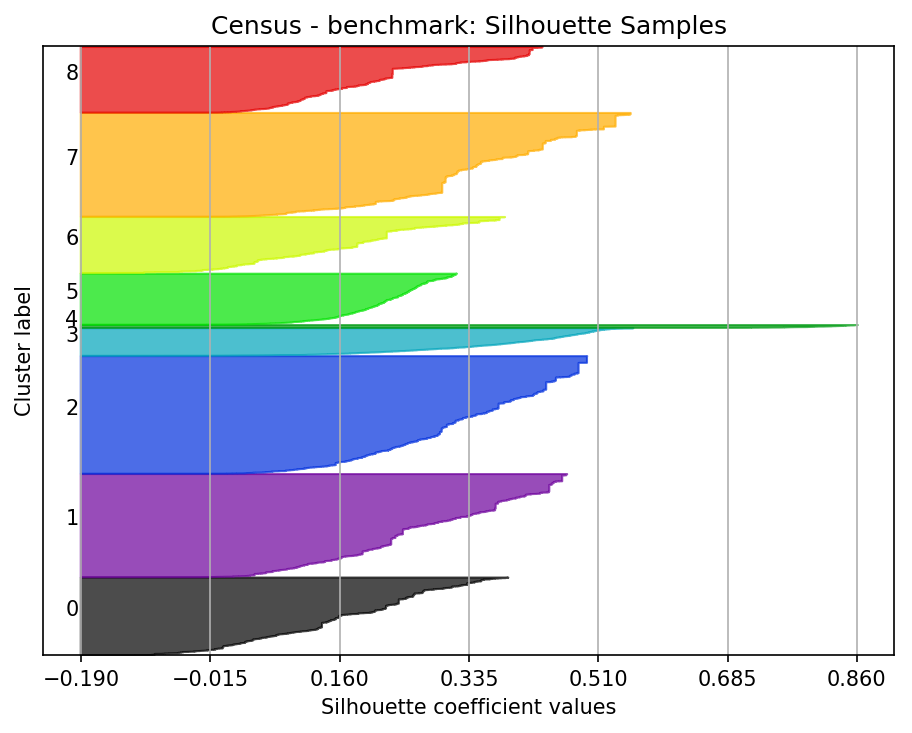 Census - benchmark: Silhouette Samples
8
7
6
5
4
3
2
1
0
Cluster label
−0.190 −0.015 0.160 0.335 0.510 0.685 0.860
Silhouette coefficient values